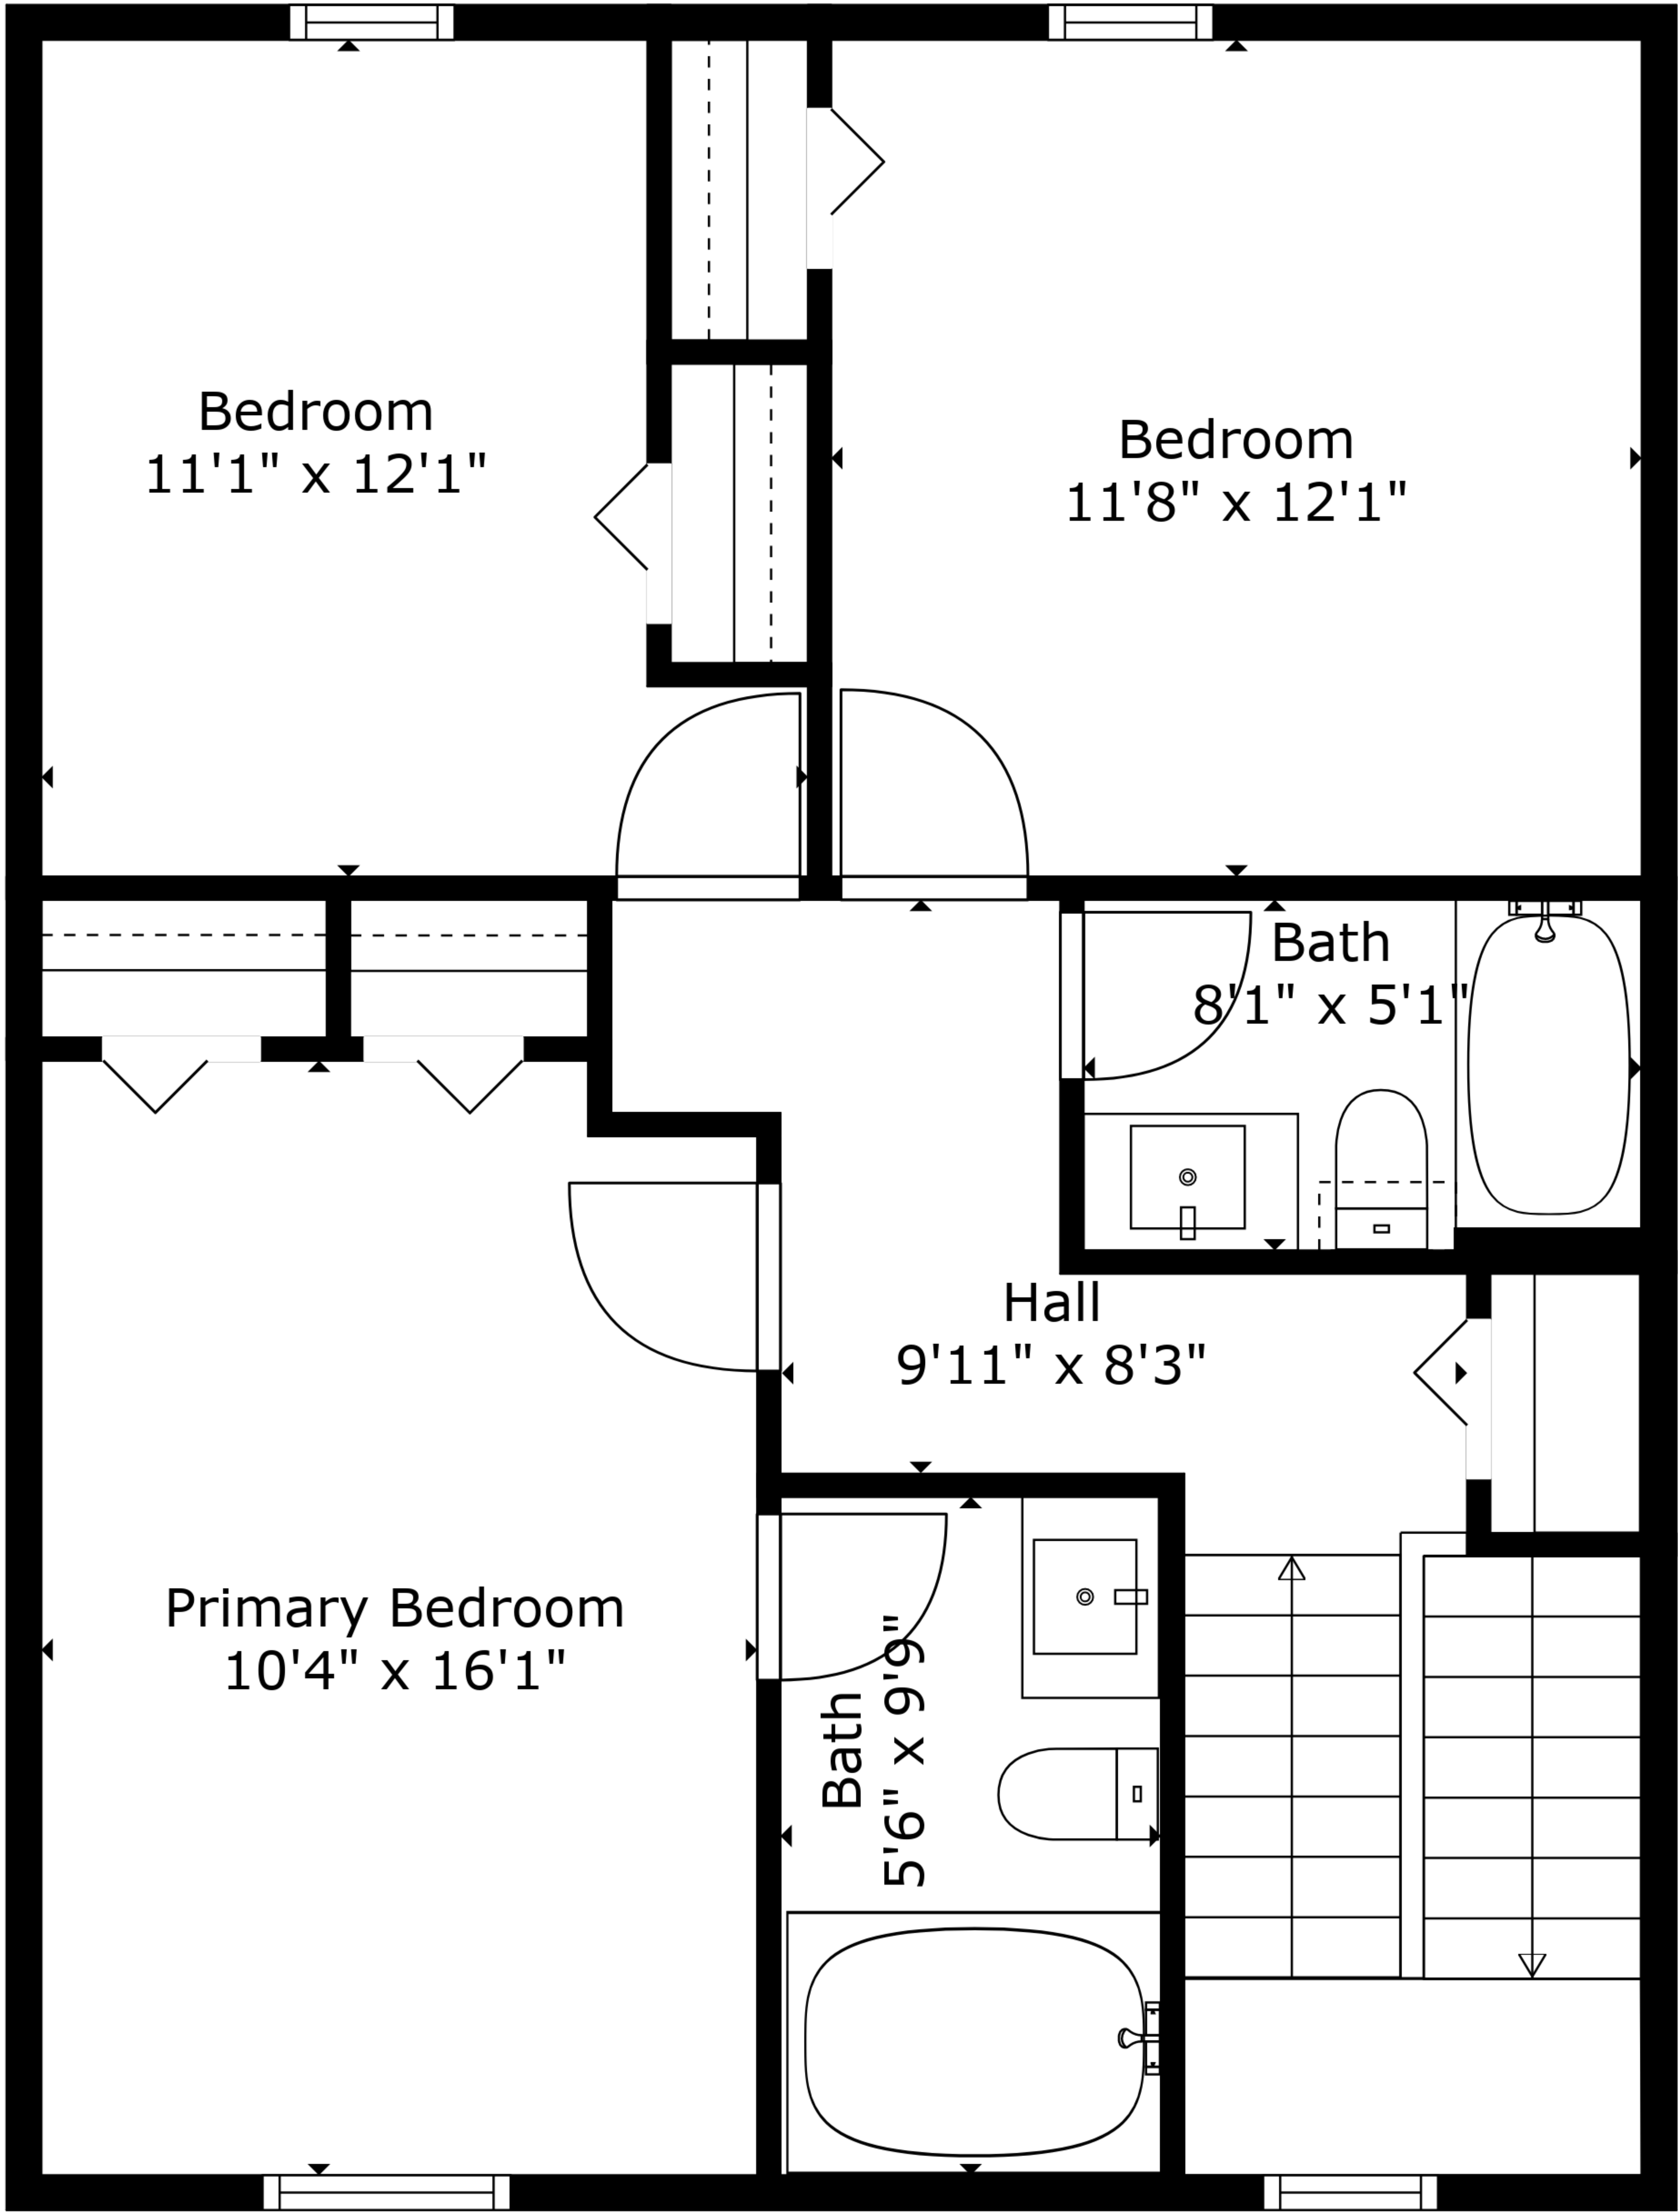 Bedroom
11'1" x 12'1"
Bedroom
11'8" x 12'1"
Bath
8'1" x 5'1"
Hall
9'11" x 8'3"
Primary Bedroom
10'4" x 16'1"
Bath
5'6" x 9'9"